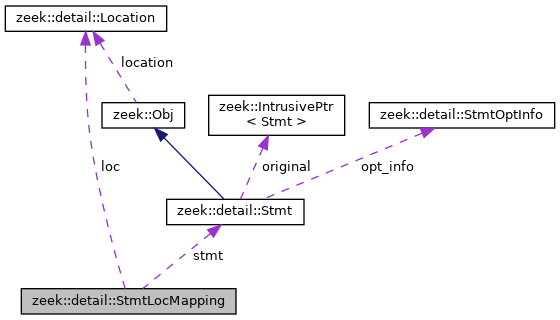 zeek::detail::Location
location
zeek::Obj
zeek::IntrusivePtr
< Stmt >
zeek::detail::StmtOptInfo
loc
original
opt_info
zeek::detail::Stmt
stmt
zeek::detail::StmtLocMapping